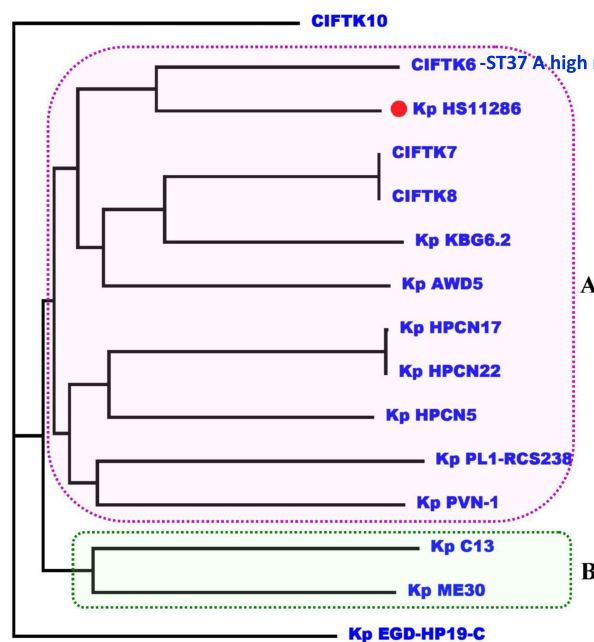 CIFTK10
CIFTK6 -ST37 A high
Kp HS11286
CIFTK7
CIFTK8
Kp KBG6.2
Kp AWD5
A
Kp HPCN17
Kp HPCN22
Kp HPCN5
Kp PL1-RCS238
Kp PVN-1
Kp C13
B
Kp ME30
Kp EGD-HP19-C